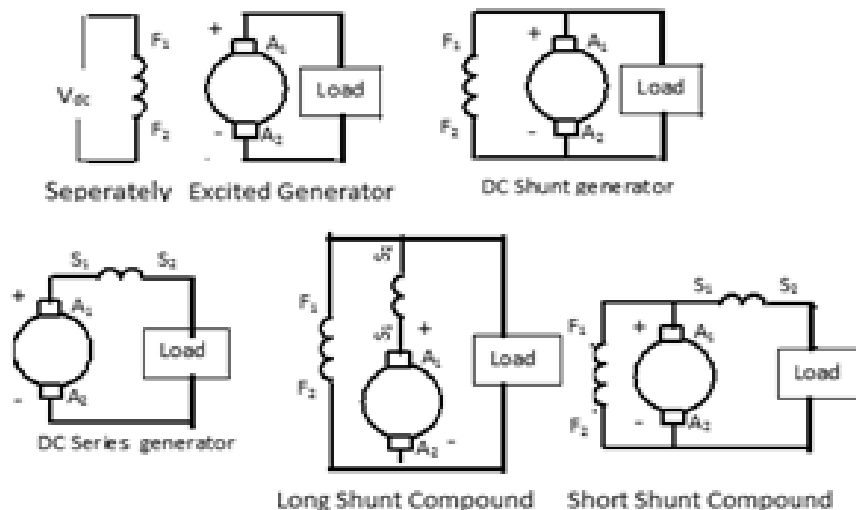 F₁
V dc
F₂
+
A₁
Load
-
A₂
Seperately Excited Generator
F₁
F₂
+
A₁
Load
-
A₂
DC Shunt generator
S₁ S₂
+
A₁
Load
-
A₂
DC Series generator
F₁
F₂
+
A₁
A₂ -
Load
Long Shunt Compound
S₁ S₂
F₁
F₂
+
A₁
-
A₂
Load
Short Shunt Compound